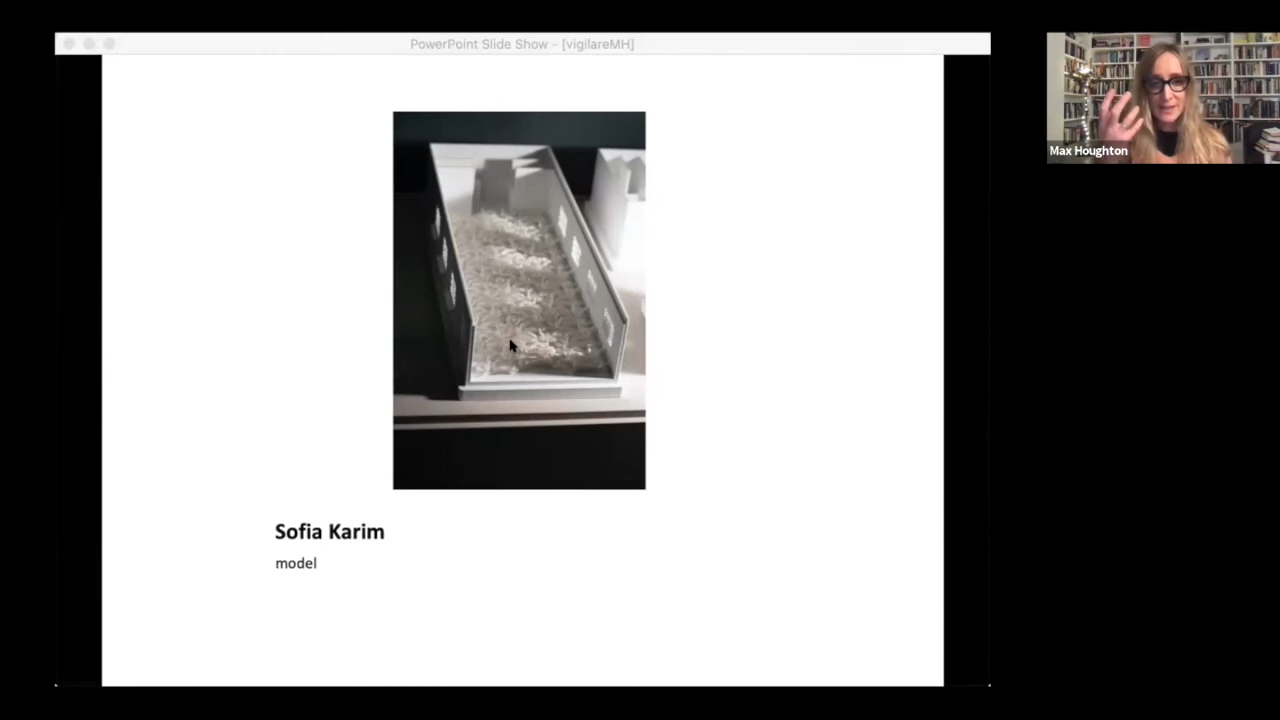 PowerPoint Slide Show - [vigilareMH]
Max Houghton
Sofia Karim
model